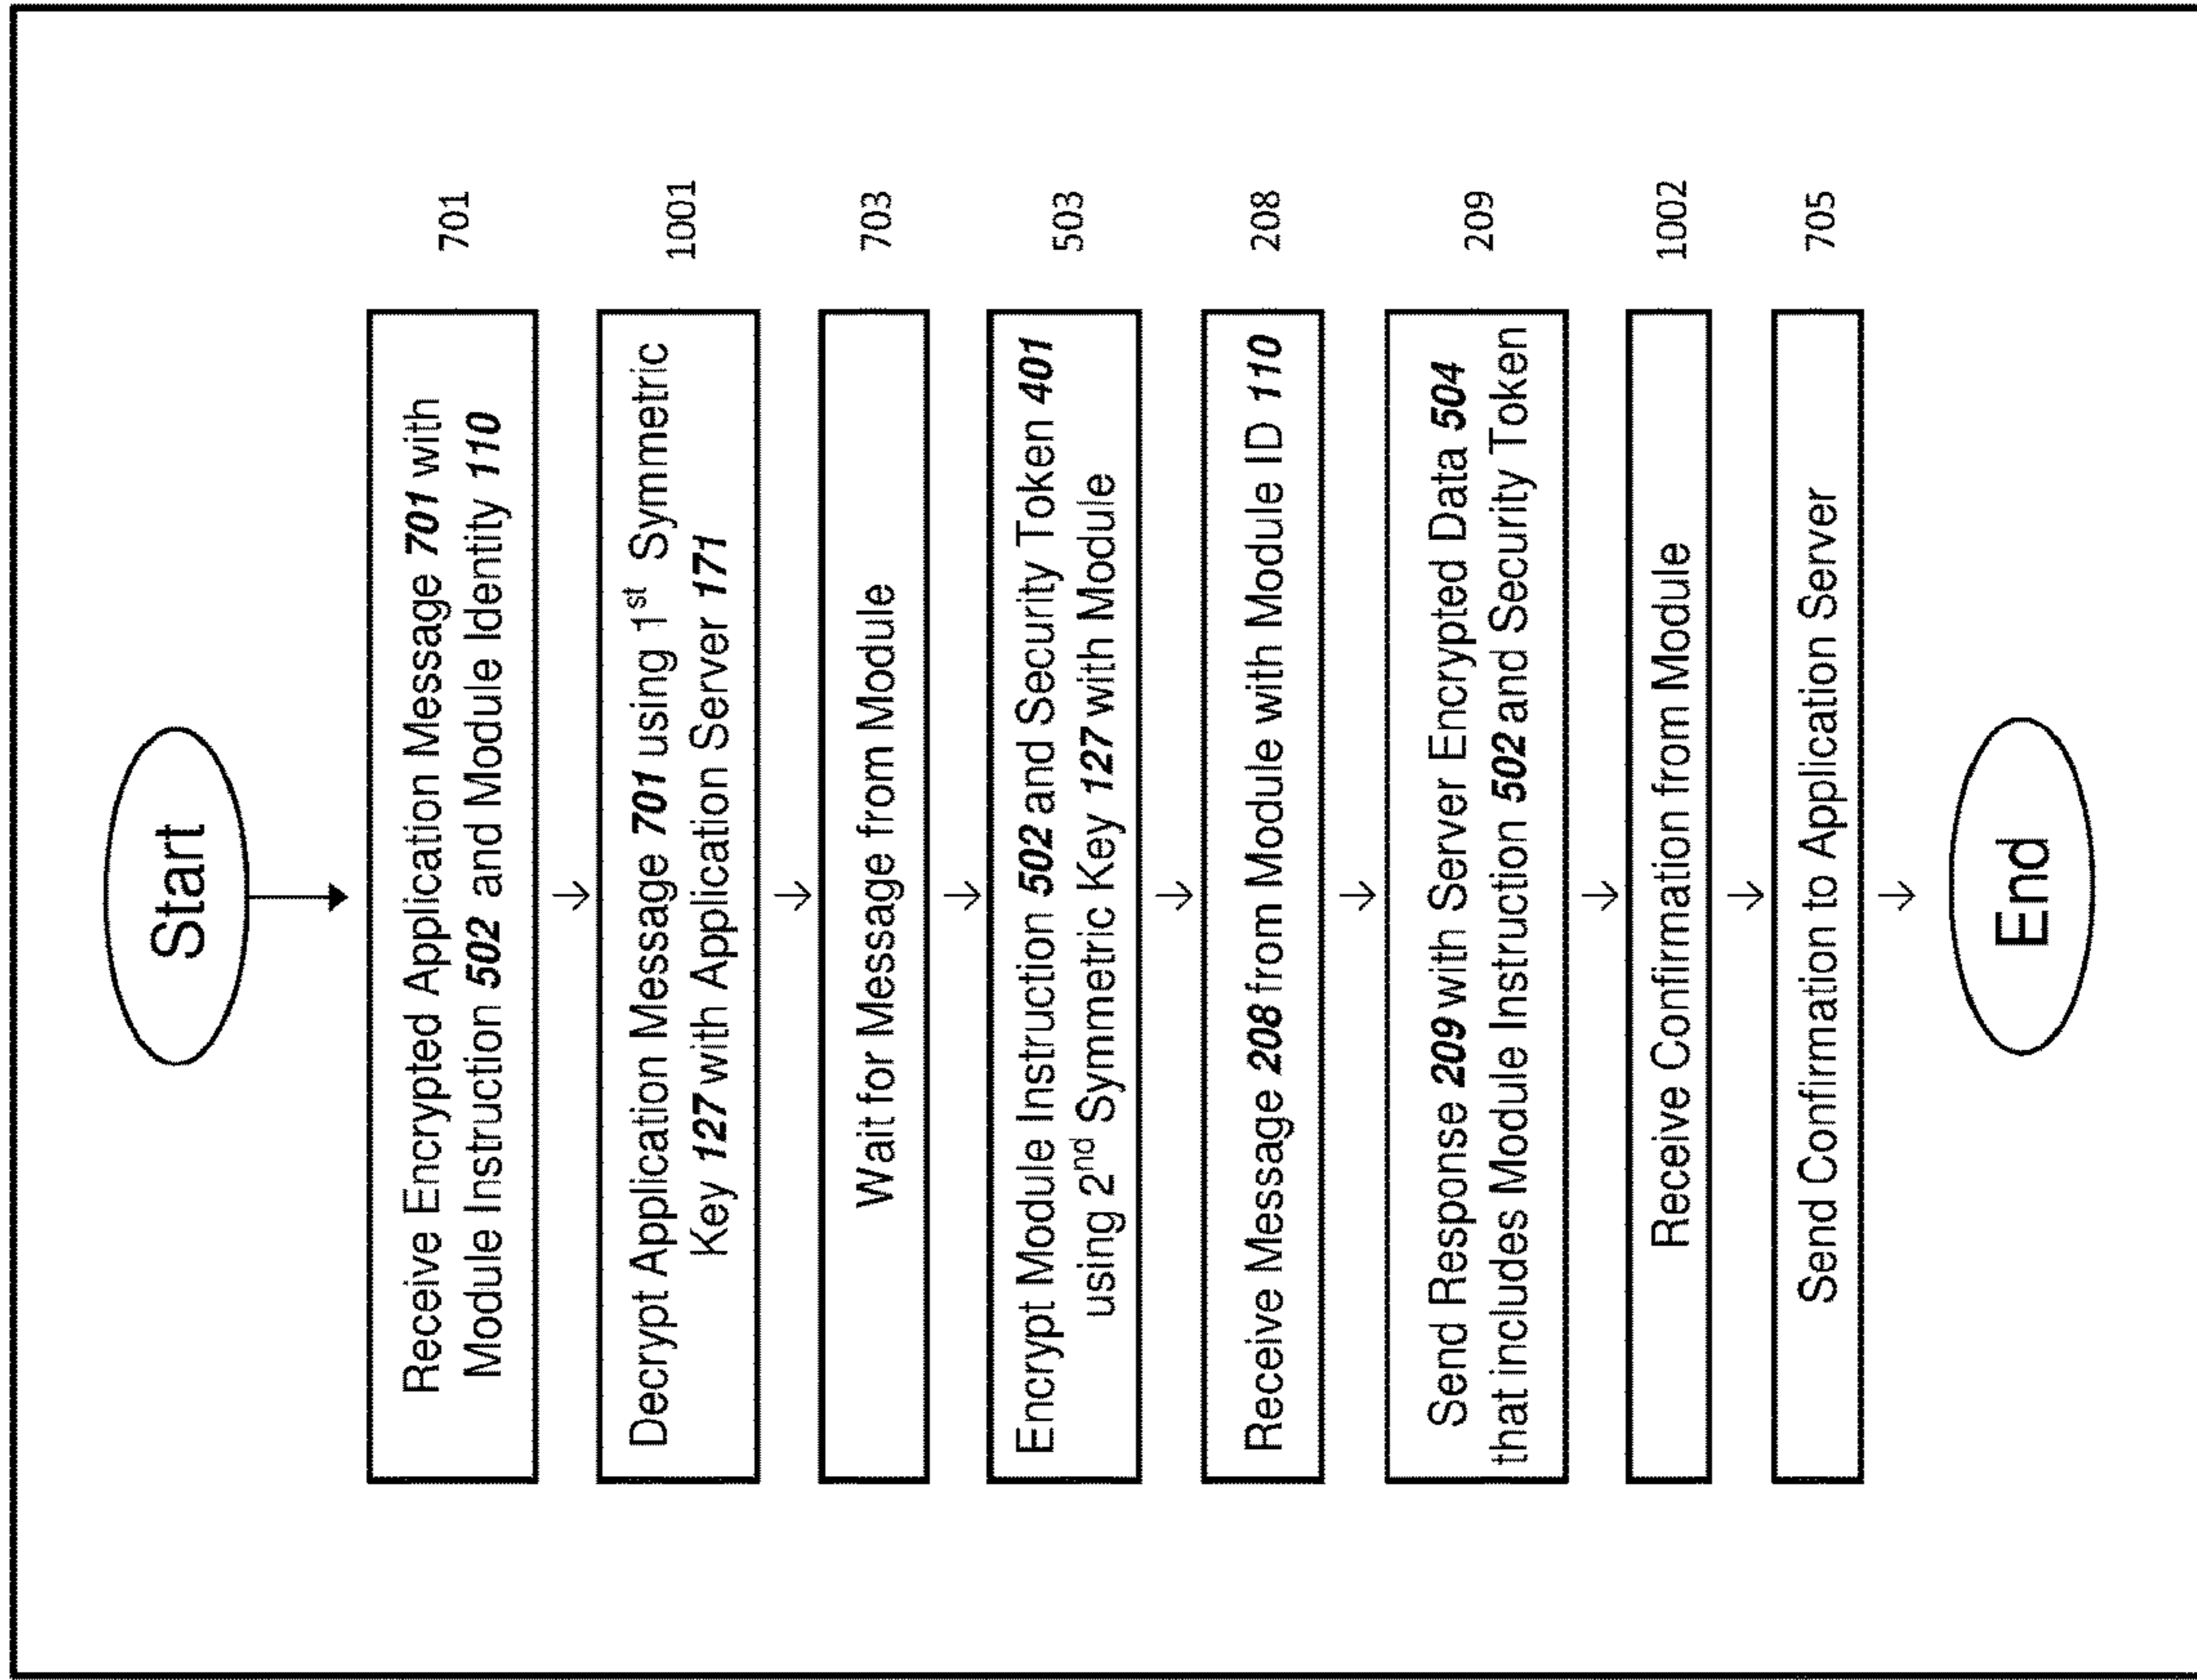 Start
Receive Encrypted Application Message 701 with
Module Instruction 502 and Module Identity 110
701
Decrypt Application Message 701 using 1st Symmetric
Key 127 with Application Server 171
1001
Wait for Message from Module
703
Encrypt Module Instruction 502 and Security Token 401
using 2nd Symmetric Key 127 with Module
503
Receive Message 208 from Module with Module ID 110
208
Send Response 209 with Server Encrypted Data 504
that includes Module Instruction 502 and Security Token
209
Receive Confirmation from Module
1002
Send Confirmation to Application Server
705
End